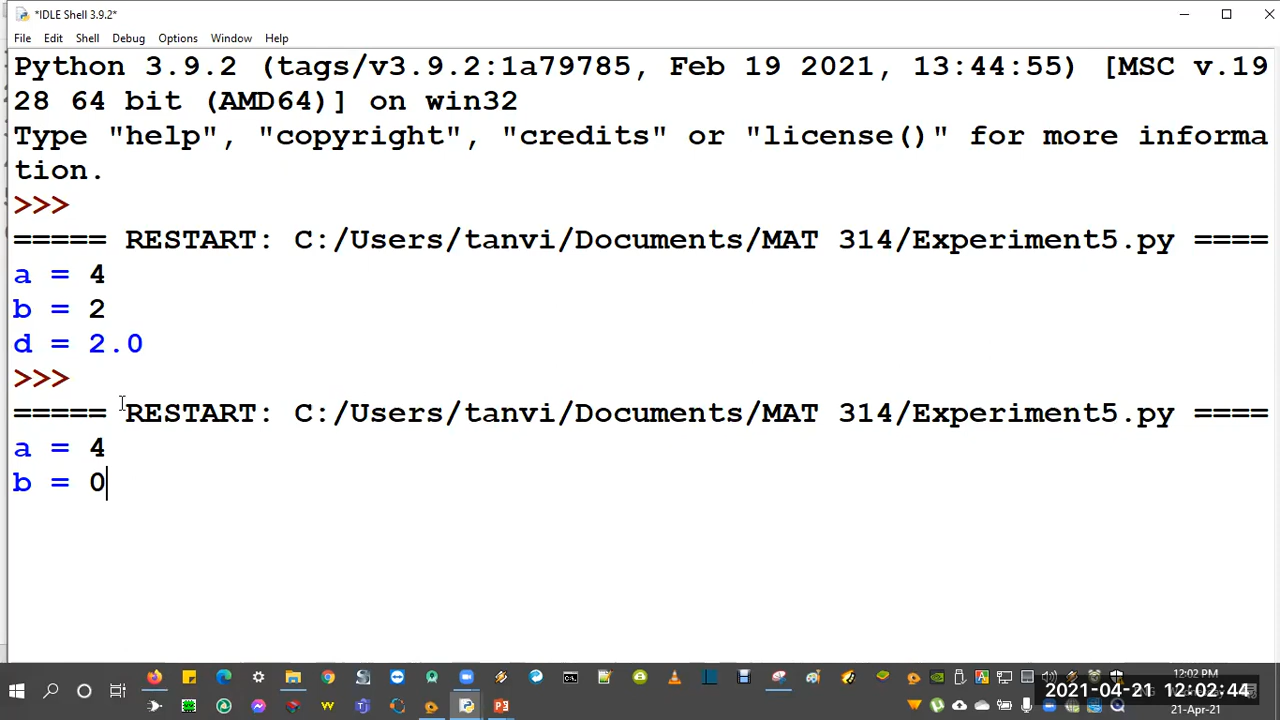 *IDLE Shell 3.9.2*
File Edit Shell Debug Options Window Help
Python 3.9.2 (tags/v3.9.2:1a79785, Feb 19 2021, 13:44:55) [MSC v.19
28 64 bit (AMD64)] on win32
Type "help", "copyright", "credits" or "license()" for more informa
tion.
>>>
===== RESTART: C:/Users/tanvi/Documents/MAT 314/Experiment5.py ====
a = 4
b = 2
d = 2.0
>>>
===== RESTART: C:/Users/tanvi/Documents/MAT 314/Experiment5.py ====
a = 4
b = 0
12:02 PM
2021-04-21 12:02:44
21-Apr-21